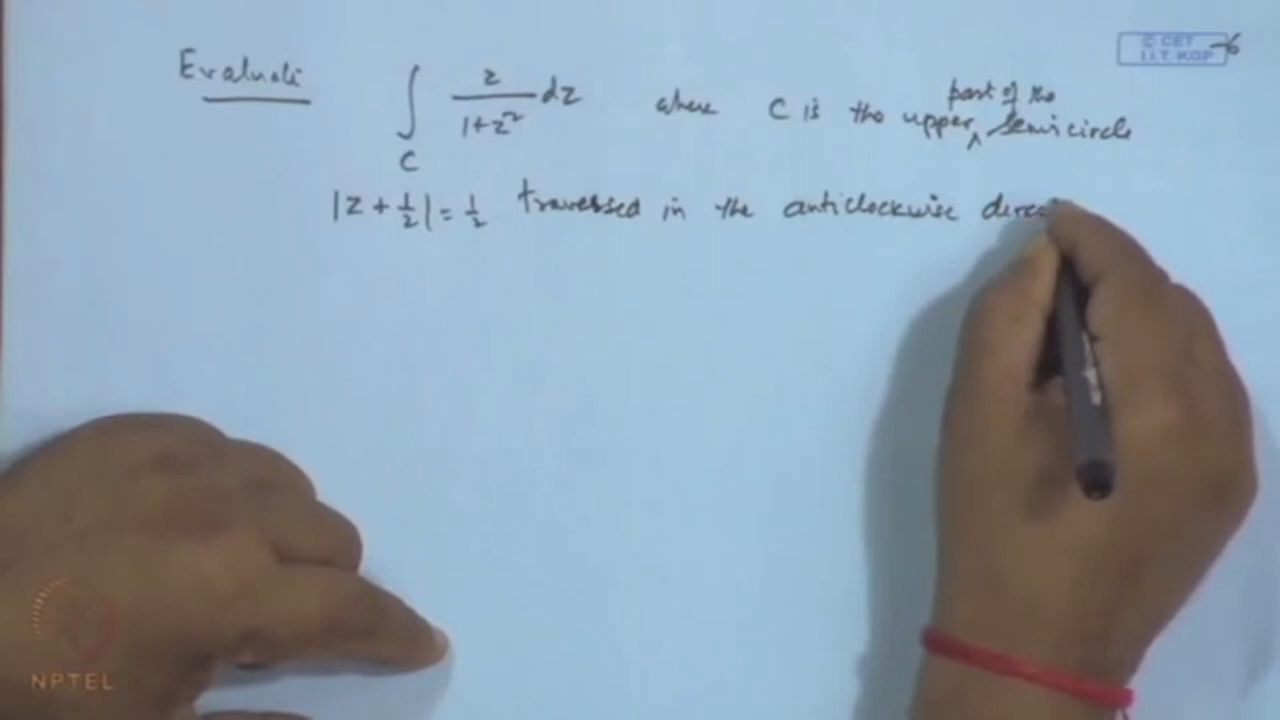 © CET
I.I.T. KGP
Evaluate ∫_C z/(1+z²) dz where C is the upper part of the semicircle
|z + 1/2| = 1/2 traversed in the anticlockwise
NPTEL